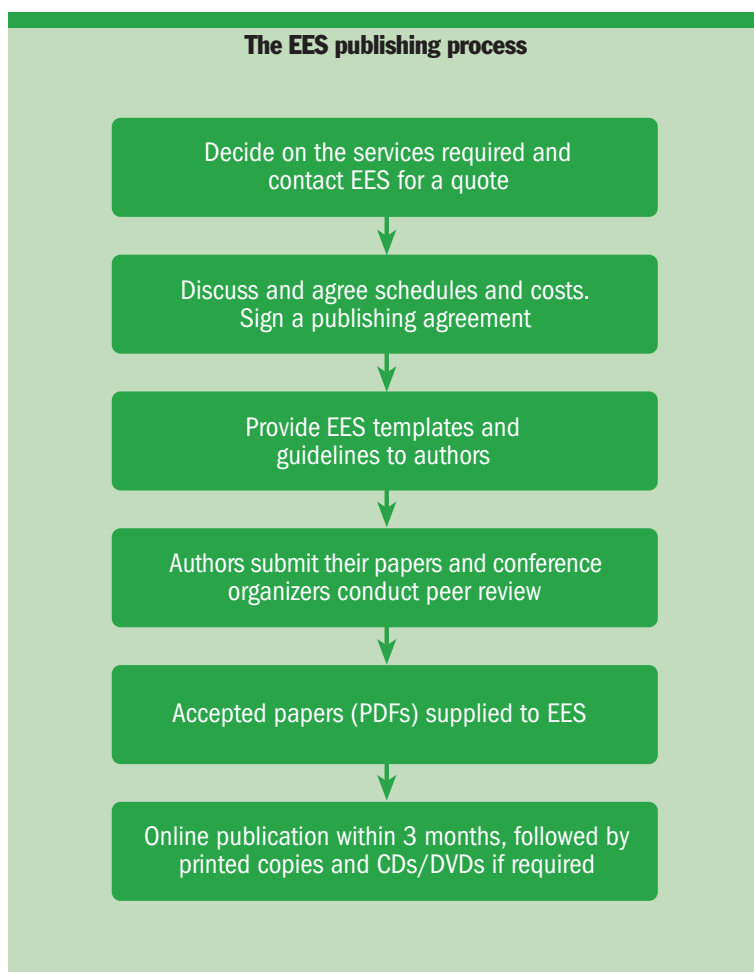 The EES publishing process
Decide on the services required and
contact EES for a quote
Discuss and agree schedules and costs.
Sign a publishing agreement
Provide EES templates and
guidelines to authors
Authors submit their papers and conference
organizers conduct peer review
Accepted papers (PDFs) supplied to EES
Online publication within 3 months, followed by
printed copies and CDs/DVDs if required